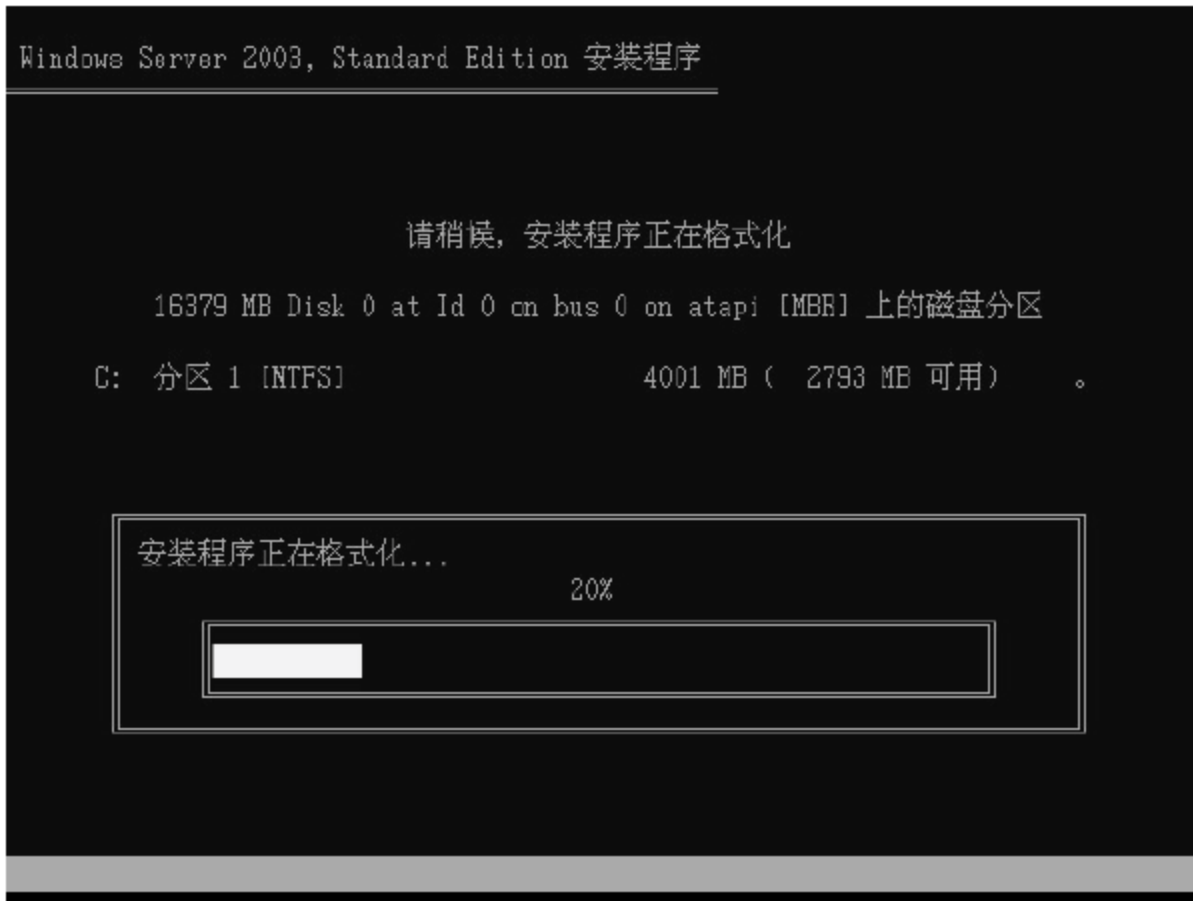 Windows Server 2003, Standard Edition 安装程序
请稍候，安装程序正在格式化
16379 MB Disk 0 at Id 0 on bus 0 on atapi [MBR] 上的磁盘分区
C: 分区 1 [NTFS] 4001 MB ( 2793 MB 可用) 。
安装程序正在格式化...
20%